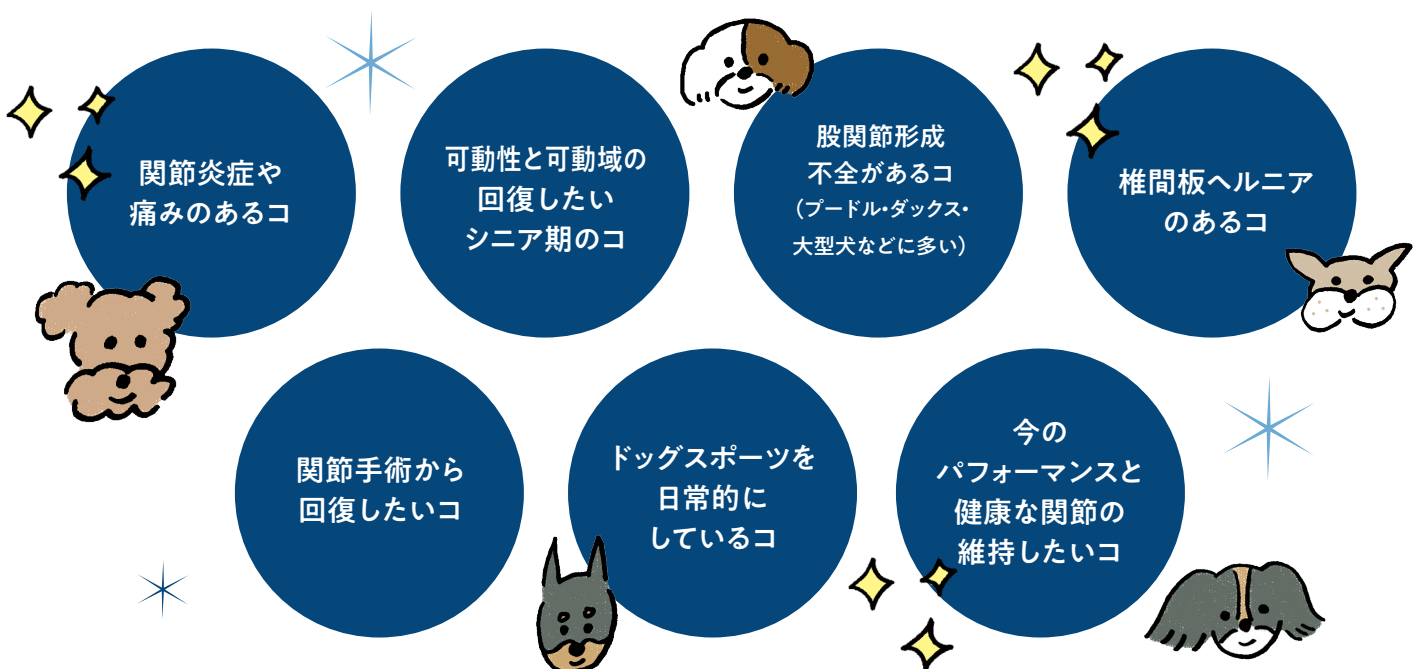 関節炎症や
痛みのあるコ
可動性と可動域の
回復したい
シニア期のコ
股関節形成
不全があるコ
（プードル・ダックス・
大型犬などに多い）
椎間板ヘルニア
のあるコ
関節手術から
回復したいコ
ドッグスポーツを
日常的に
しているコ
今の
パフォーマンスと
健康な関節の
維持したいコ